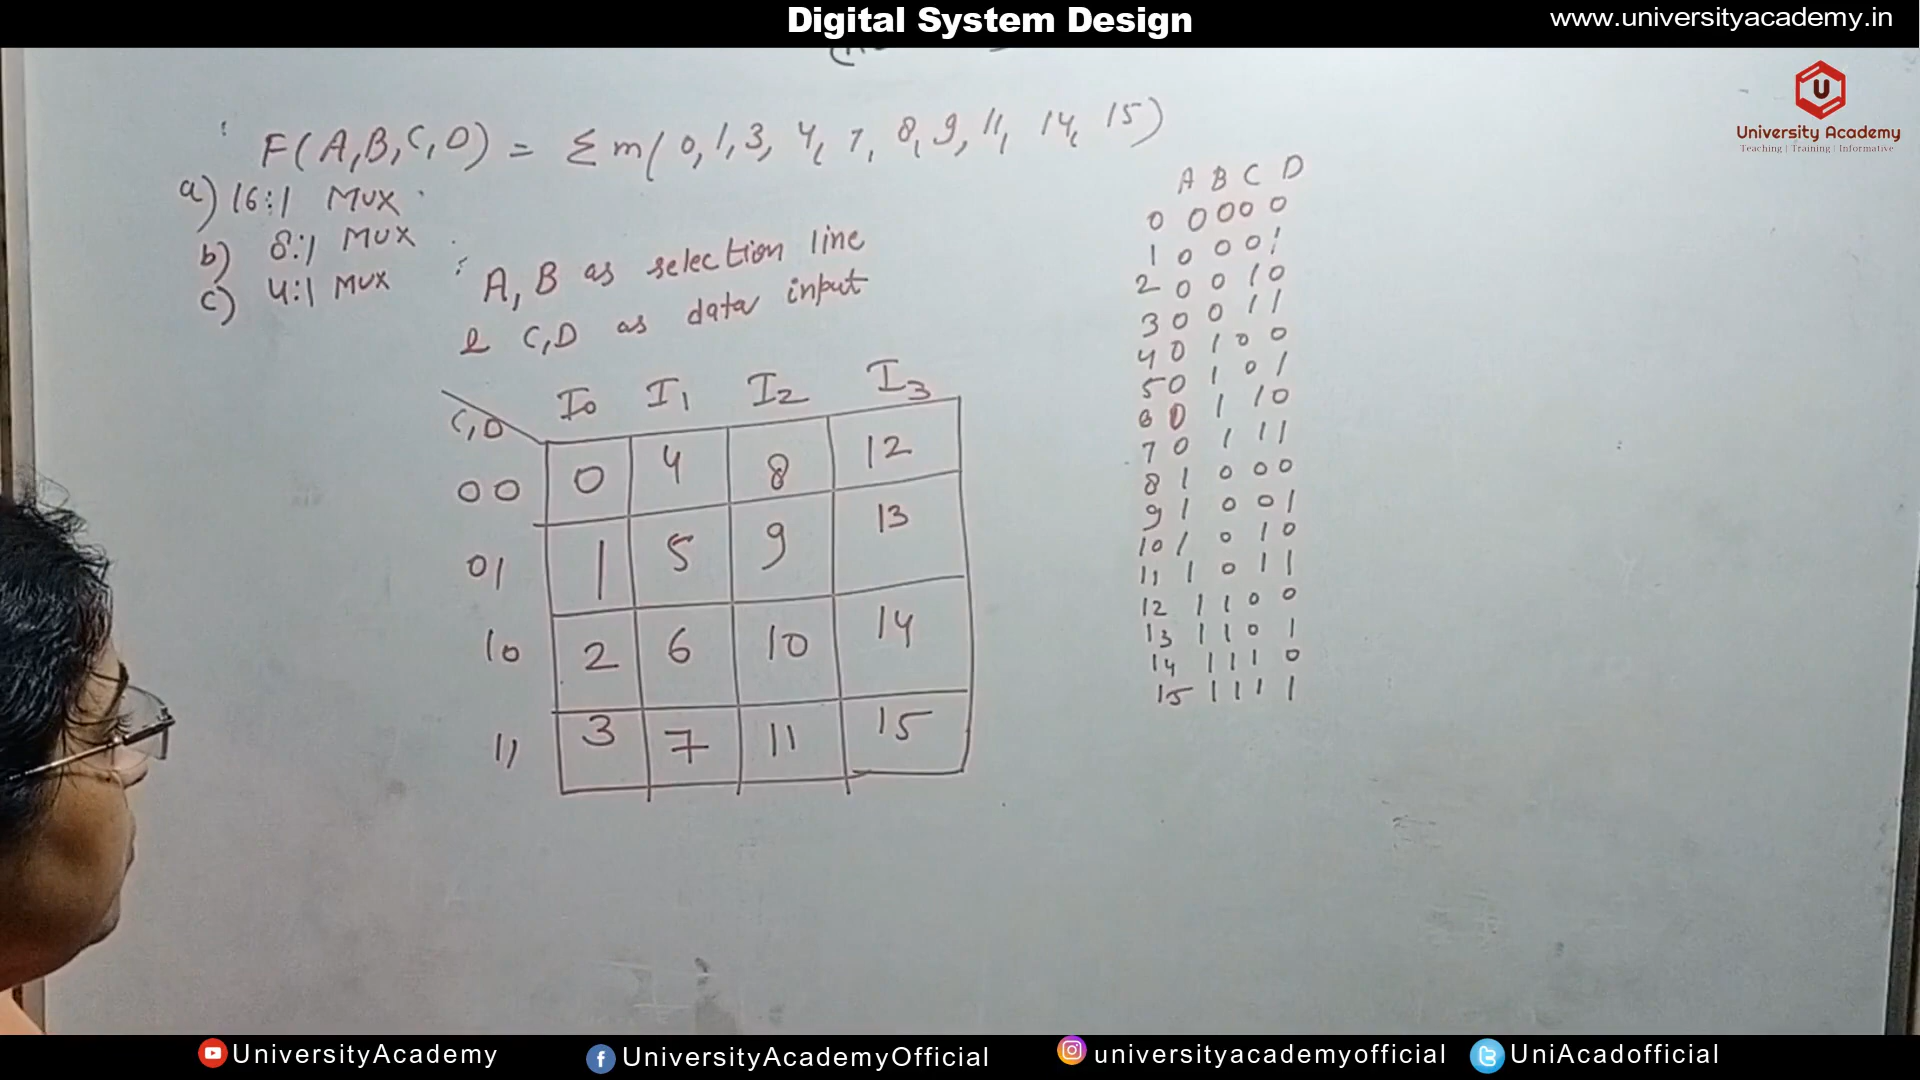 Digital System Design
www.universityacademy.in
U
University Academy
Teaching | Training | Informative
F(A,B,C,D) = Σ m( 0,1,3, 4, 7, 8,9,11, 14, 15)
a) 16:1 MUX
b) 8:1 MUX
c) 4:1 MUX
A, B as selection line
& C,D as data input
C,D I0 I1 I2 I3
00 0 4 8 12
01 1 5 9 13
10 2 6 10 14
11 3 7 11 15
A B C D
0 0 0 0 0
1 0 0 0 1
2 0 0 1 0
3 0 0 1 1
4 0 1 0 0
5 0 1 0 1
6 0 1 1 0
7 0 1 1 1
8 1 0 0 0
9 1 0 0 1
10 1 0 1 0
11 1 0 1 1
12 1 1 0 0
13 1 1 0 1
14 1 1 1 0
15 1 1 1 1
UniversityAcademy
UniversityAcademyOfficial
universityacademyofficial
UniAcadofficial